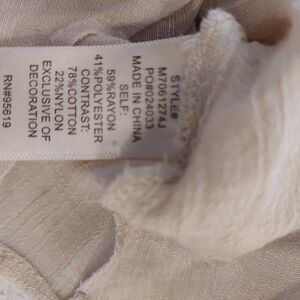 STYLE#
M7061274J
PO#024033
MADE IN CHINA
SELF:
59%RAYON
41%POLYESTER
CONTRAST:
78%COTTON
22%NYLON
EXCLUSIVE OF
DECORATION
RN#95619